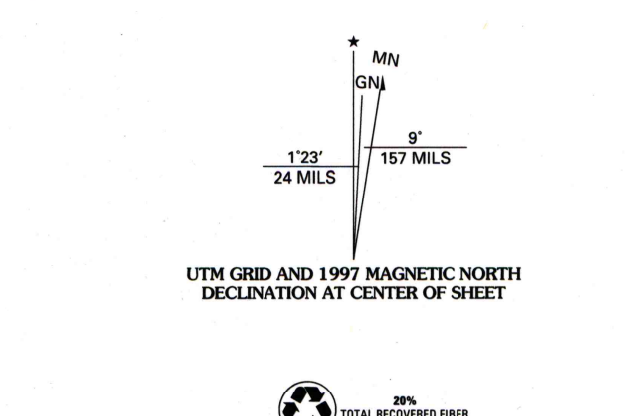 ★
MN
GN
1°23'
24 MILS
9°
157 MILS
UTM GRID AND 1997 MAGNETIC NORTH
DECLINATION AT CENTER OF SHEET
20%
TOTAL RECOVERED FIBER